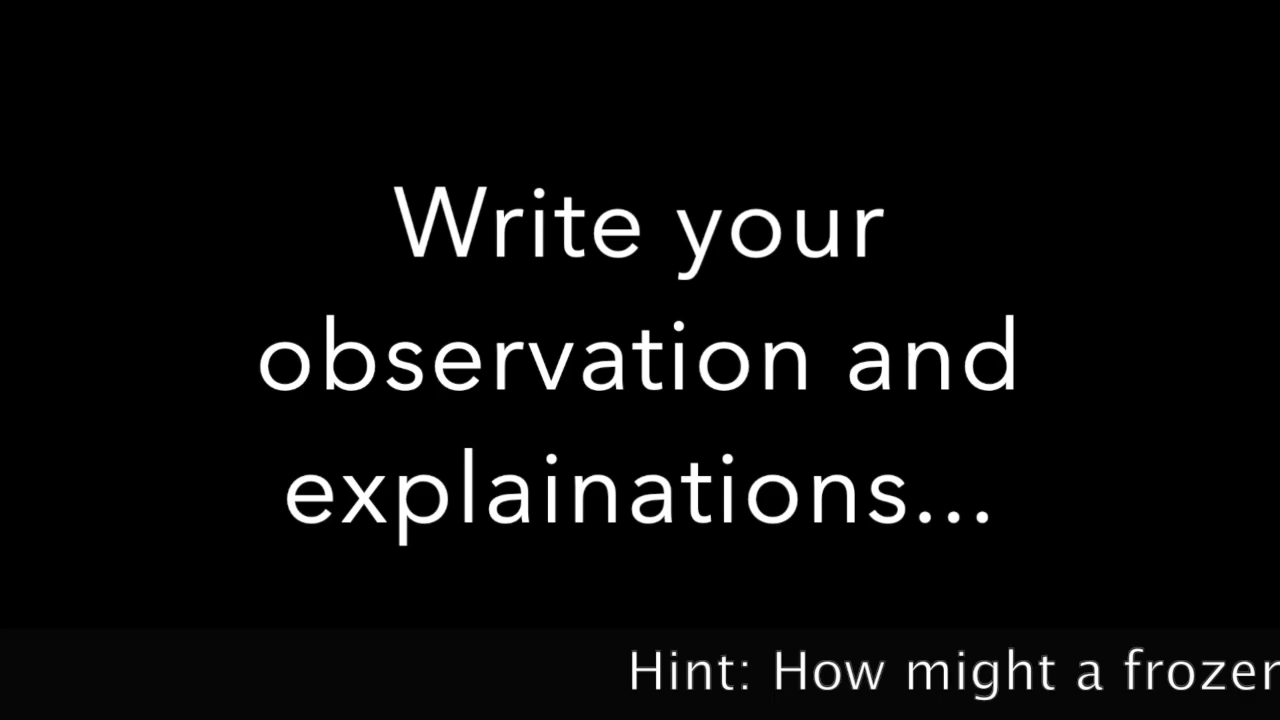 Write your
observation and
explainations...
Hint: How might a frozen